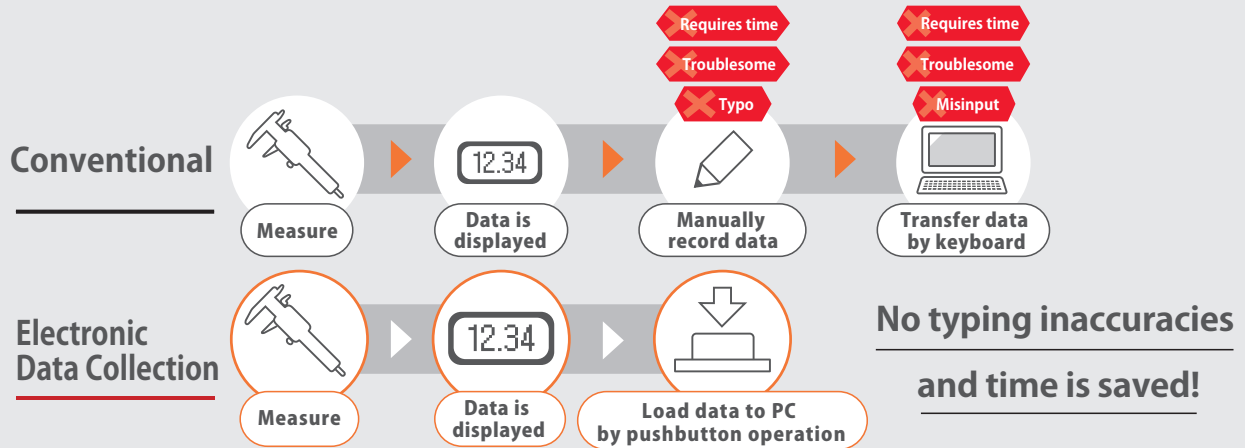 Requires time
Troublesome
Typo
Requires time
Troublesome
Misinput
Conventional
12.34
Measure
Data is
displayed
Manually
record data
Transfer data
by keyboard
Electronic
Data Collection
12.34
Measure
Data is
displayed
Load data to PC
by pushbutton operation
No typing inaccuracies
and time is saved!